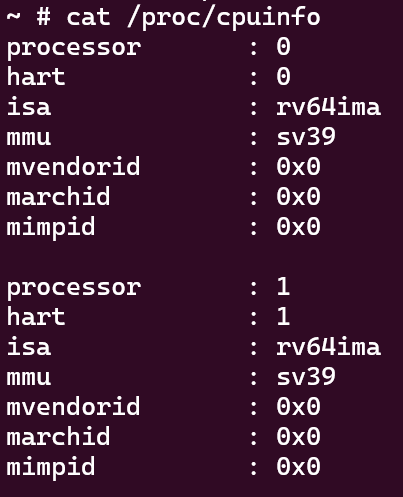 ~ # cat /proc/cpuinfo
processor : 0
hart : 0
isa : rv64ima
mmu : sv39
mvendorid : 0x0
marchid : 0x0
mimpid : 0x0

processor : 1
hart : 1
isa : rv64ima
mmu : sv39
mvendorid : 0x0
marchid : 0x0
mimpid : 0x0